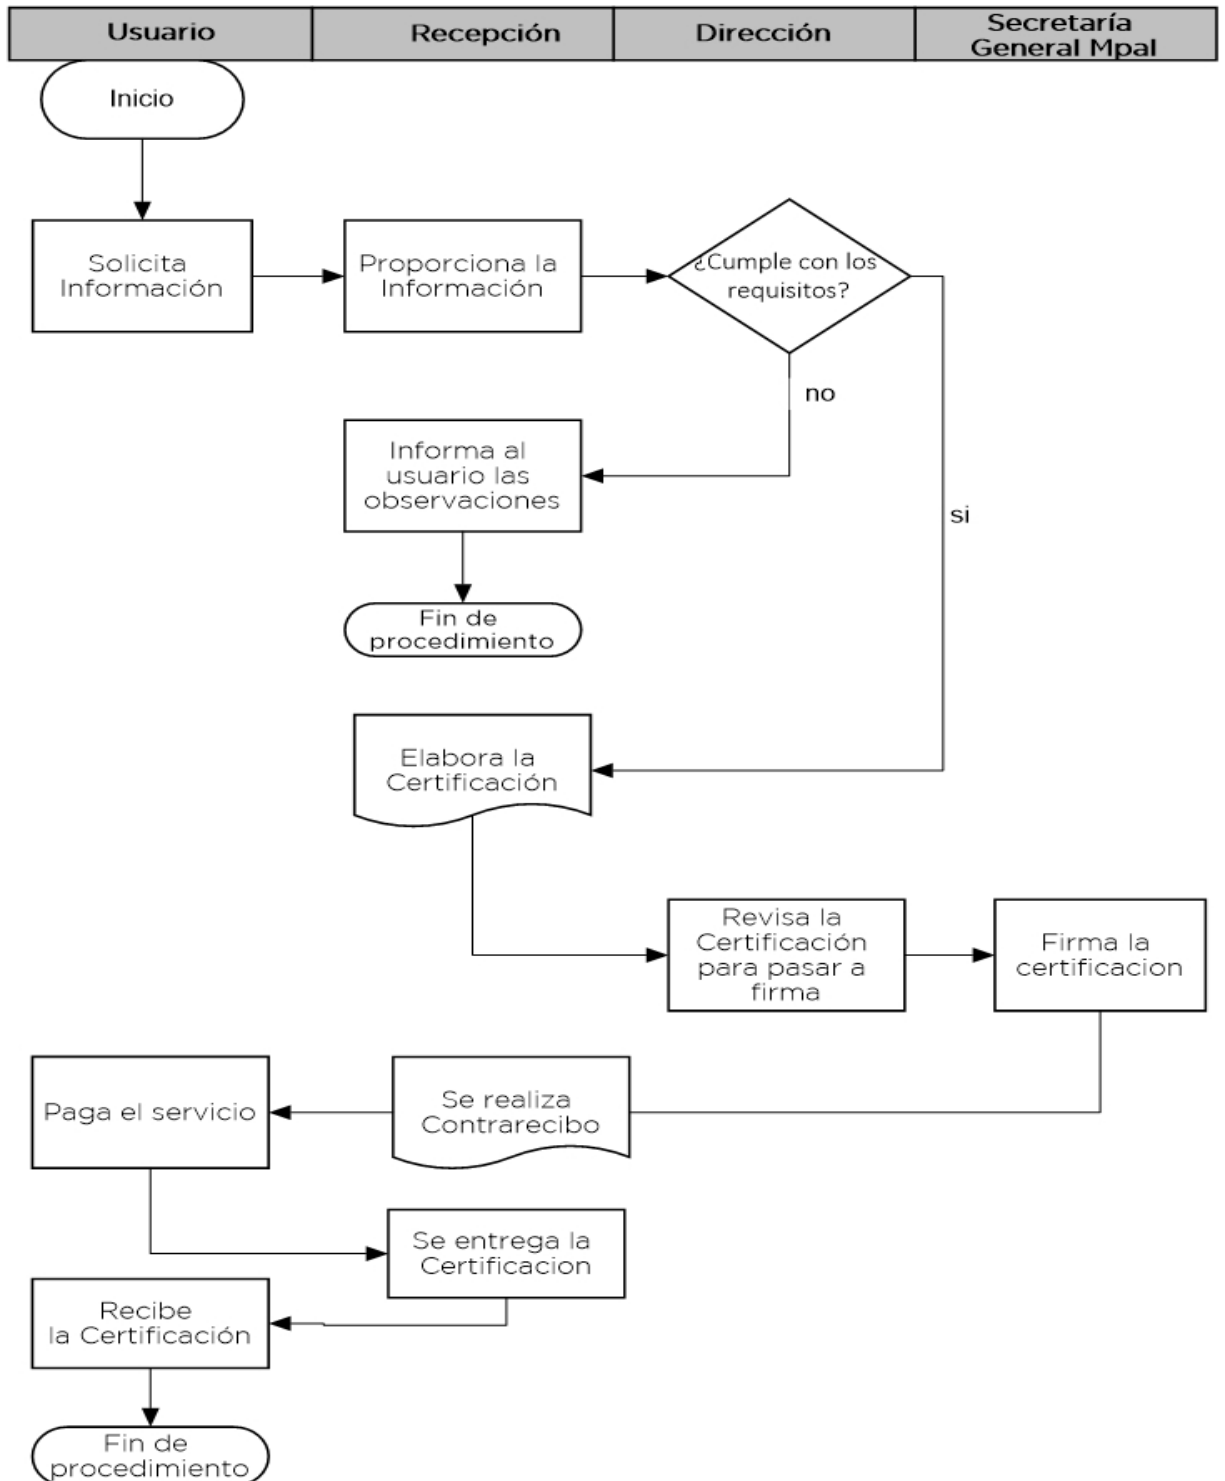 Usuario
Recepción
Dirección
Secretaría
General Mpal
Inicio
Solicita
Información
Proporciona la
Información
¿Cumple con los
requisitos?
no
Informa al
usuario las
observaciones
si
Fin de
procedimiento
Elabora la
Certificación
Revisa la
Certificación
para pasar a
firma
Firma la
certificacion
Paga el servicio
Se realiza
Contrarecibo
Se entrega la
Certificacion
Recibe
la Certificación
Fin de
procedimiento